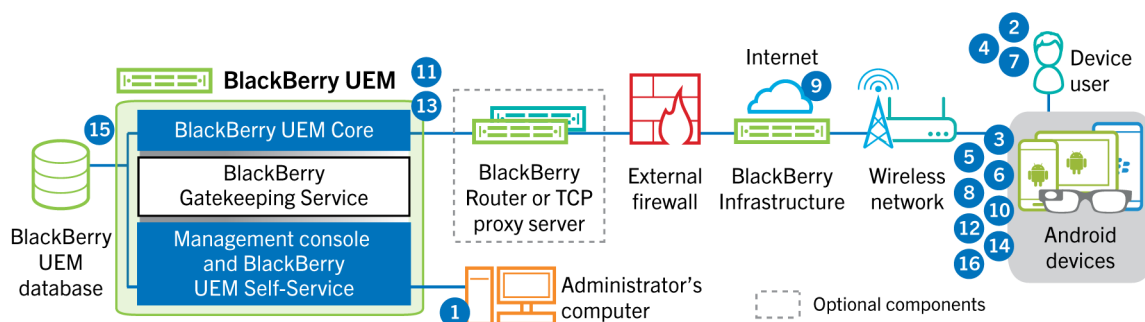 BlackBerry UEM
11
13
15
BlackBerry UEM Core
BlackBerry
Gatekeeping Service
Management console
and BlackBerry
UEM Self-Service
BlackBerry
UEM
database
1
Administrator's
computer
BlackBerry
Router or TCP
proxy server
External
firewall
Internet
9
BlackBerry
Infrastructure
Wireless
network
2
4
7
Device
user
3
5
6
8
10
12
14
16
Android
devices
Optional components